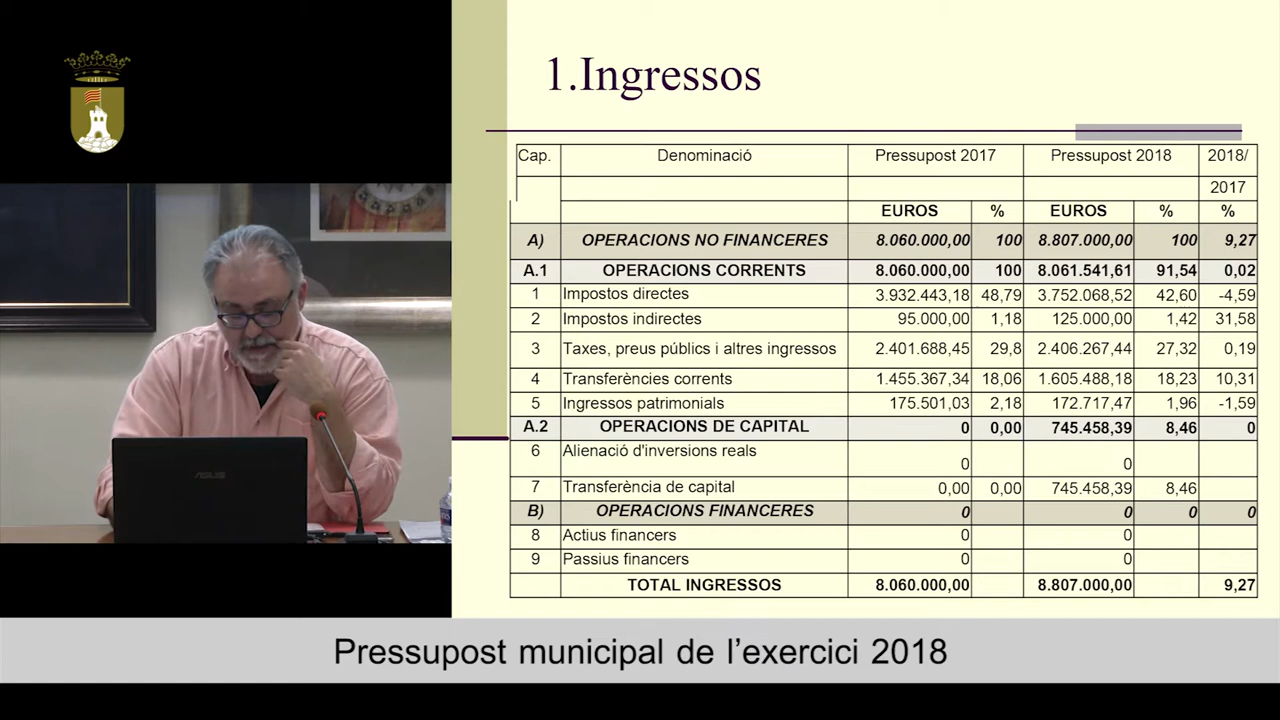 1.Ingressos
Cap. Denominació Pressupost 2017 Pressupost 2018 2018/
2017
EUROS % EUROS % %
A) OPERACIONS NO FINANCERES 8.060.000,00 100 8.807.000,00 100 9,27
A.1 OPERACIONS CORRENTS 8.060.000,00 100 8.061.541,61 91,54 0,02
1 Impostos directes 3.932.443,18 48,79 3.752.068,52 42,60 -4,59
2 Impostos indirectes 95.000,00 1,18 125.000,00 1,42 31,58
3 Taxes, preus públics i altres ingressos 2.401.688,45 29,8 2.406.267,44 27,32 0,19
4 Transferències corrents 1.455.367,34 18,06 1.605.488,18 18,23 10,31
5 Ingressos patrimonials 175.501,03 2,18 172.717,47 1,96 -1,59
A.2 OPERACIONS DE CAPITAL 0 0,00 745.458,39 8,46 0
6 Alienació d'inversions reals 0 0
7 Transferència de capital 0,00 0,00 745.458,39 8,46
B) OPERACIONS FINANCERES 0 0 0 0
8 Actius financers 0 0
9 Passius financers 0 0
TOTAL INGRESSOS 8.060.000,00 8.807.000,00 9,27
ASUS
Pressupost municipal de l’exercici 2018